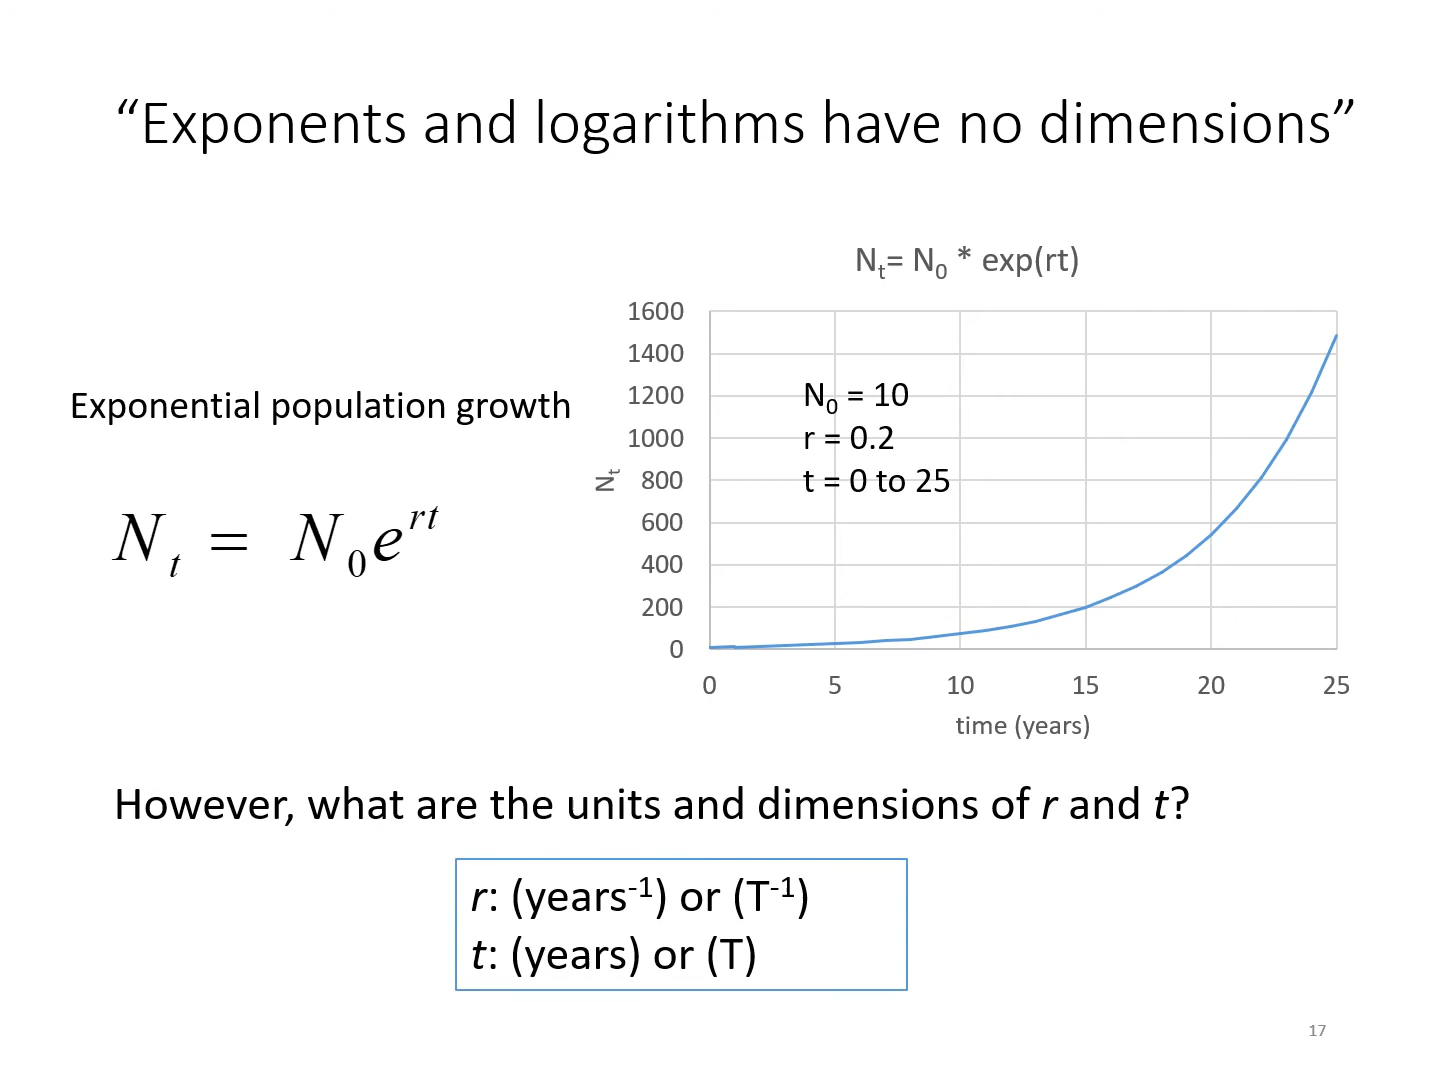 “Exponents and logarithms have no dimensions”
Nt= N0 * exp(rt)
Exponential population growth
Nt = N0e^rt
1600
1400
1200
1000
800
600
400
200
0
Nt
N0 = 10
r = 0.2
t = 0 to 25
0 5 10 15 20 25
time (years)
However, what are the units and dimensions of r and t?
r: (years-1) or (T-1)
t: (years) or (T)
17